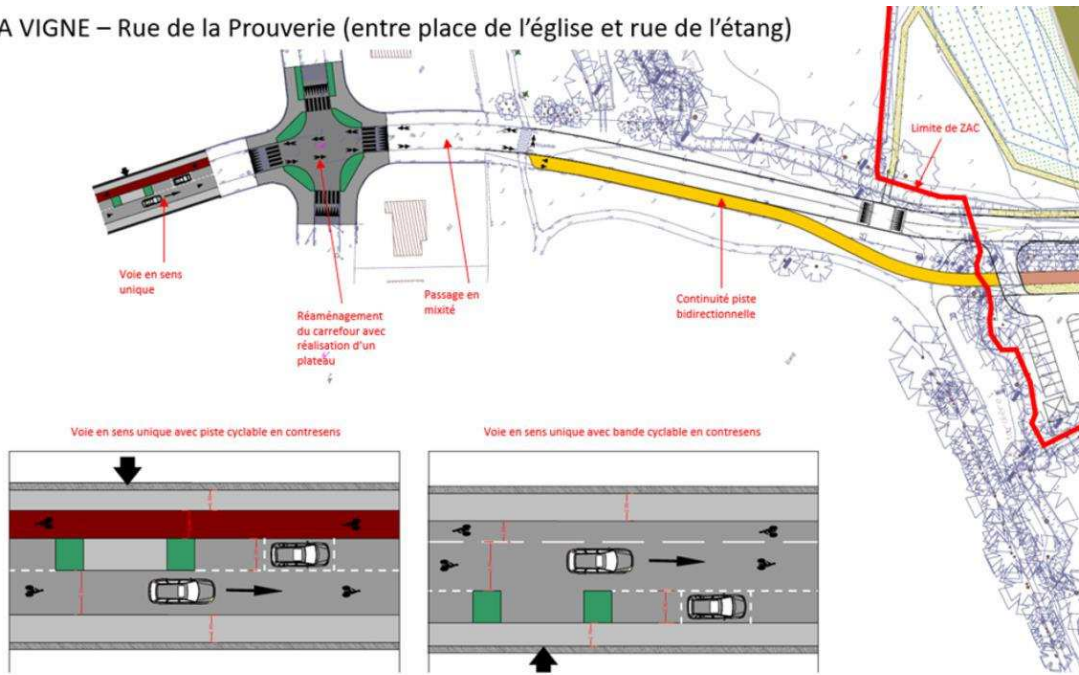 A VIGNE – Rue de la Prouverie (entre place de l'église et rue de l'étang)
Limite de ZAC
Voie en sens
unique
Réaménagement
du carrefour avec
réalisation d'un
plateau
Passage en
mixité
Continuité piste
bidirectionnelle
Voie en sens unique avec piste cyclable en contresens
Voie en sens unique avec bande cyclable en contresens